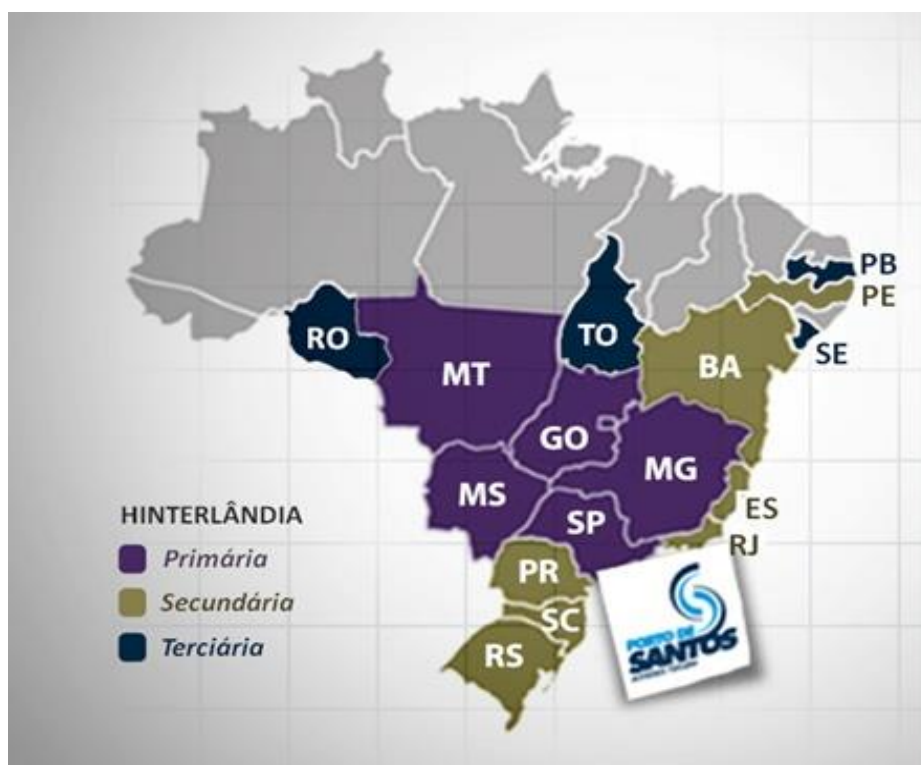 PB
PE
RO
TO
SE
MT
BA
GO
MG
MS
ES
HINTERLÂNDIA
SP
RJ
Primária
PR
Secundária
SC
PORTO DE
SANTOS
Terciária
RS